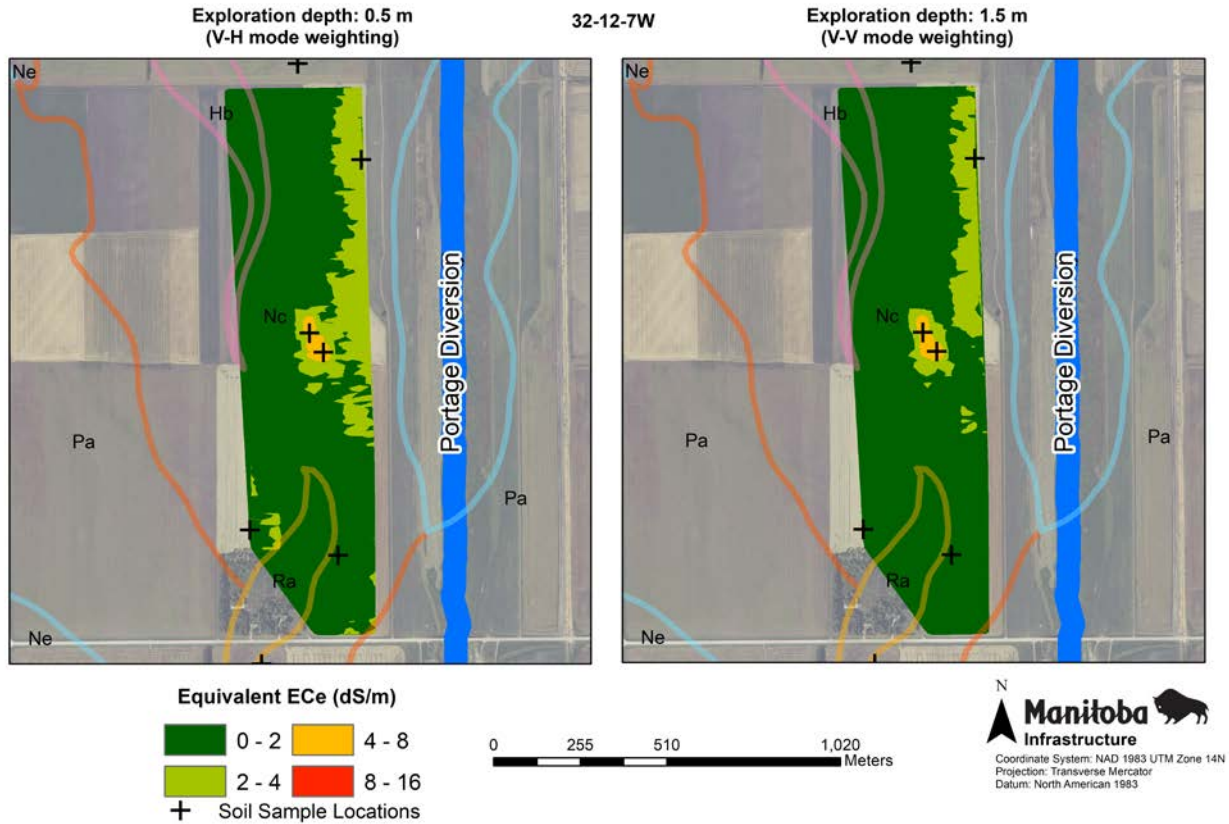 32-12-7W
Exploration depth: 0.5 m
(V-H mode weighting)
Ne
Hb
Nc
Pa
Pa
Ra
Ne
Portage Diversion
Exploration depth: 1.5 m
(V-V mode weighting)
Ne
Hb
Nc
Pa
Pa
Ra
Ne
Portage Diversion
Equivalent ECe (dS/m)
0 - 2
4 - 8
2 - 4
8 - 16
Soil Sample Locations
0 255 510 1,020
Meters
N
Manitoba
Infrastructure
Coordinate System: NAD 1983 UTM Zone 14N
Projection: Transverse Mercator
Datum: North American 1983